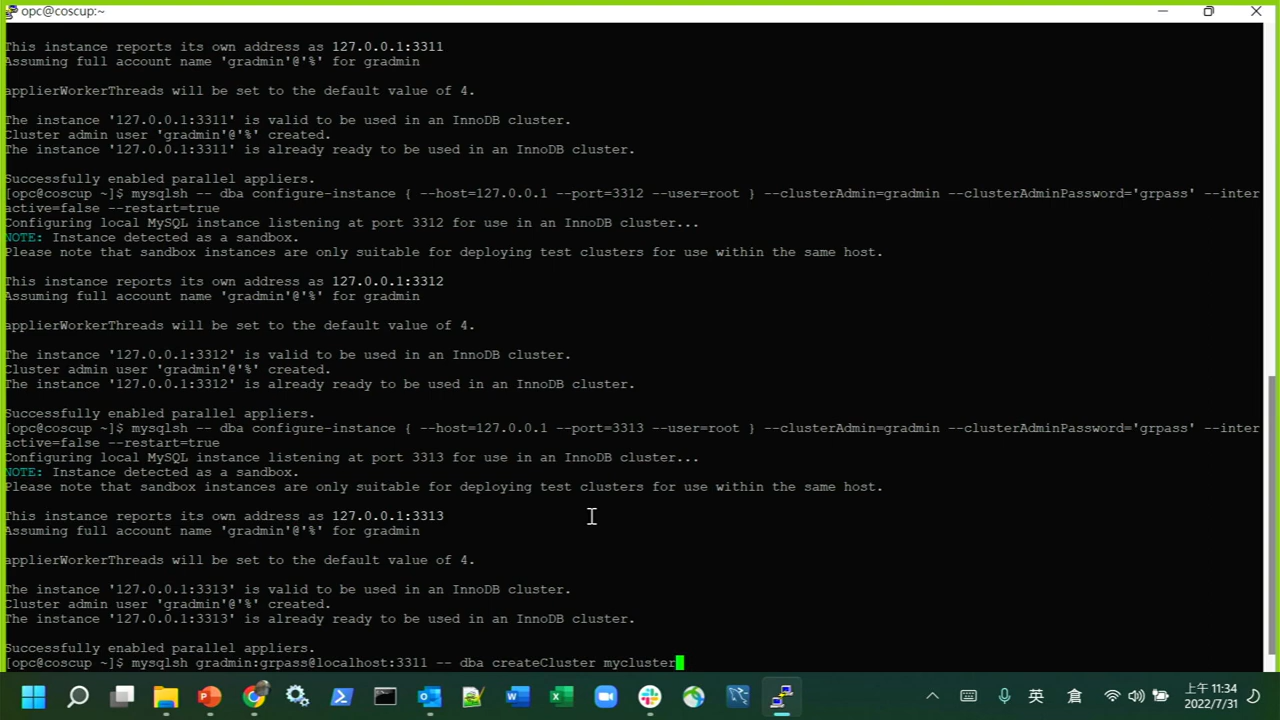 opc@coscup:~
This instance reports its own address as 127.0.0.1:3311
Assuming full account name 'gradmin'@'%' for gradmin
applierWorkerThreads will be set to the default value of 4.
The instance '127.0.0.1:3311' is valid to be used in an InnoDB cluster.
Cluster admin user 'gradmin'@'%' created.
The instance '127.0.0.1:3311' is already ready to be used in an InnoDB cluster.
Successfully enabled parallel appliers.
[opc@coscup ~]$ mysqlsh -- dba configure-instance { --host=127.0.0.1 --port=3312 --user=root } --clusterAdmin=gradmin --clusterAdminPassword='grpass' --inter
active=false --restart=true
Configuring local MySQL instance listening at port 3312 for use in an InnoDB cluster...
NOTE: Instance detected as a sandbox.
Please note that sandbox instances are only suitable for deploying test clusters for use within the same host.
This instance reports its own address as 127.0.0.1:3312
Assuming full account name 'gradmin'@'%' for gradmin
applierWorkerThreads will be set to the default value of 4.
The instance '127.0.0.1:3312' is valid to be used in an InnoDB cluster.
Cluster admin user 'gradmin'@'%' created.
The instance '127.0.0.1:3312' is already ready to be used in an InnoDB cluster.
Successfully enabled parallel appliers.
[opc@coscup ~]$ mysqlsh -- dba configure-instance { --host=127.0.0.1 --port=3313 --user=root } --clusterAdmin=gradmin --clusterAdminPassword='grpass' --inter
active=false --restart=true
Configuring local MySQL instance listening at port 3313 for use in an InnoDB cluster...
NOTE: Instance detected as a sandbox.
Please note that sandbox instances are only suitable for deploying test clusters for use within the same host.
This instance reports its own address as 127.0.0.1:3313
Assuming full account name 'gradmin'@'%' for gradmin
applierWorkerThreads will be set to the default value of 4.
The instance '127.0.0.1:3313' is valid to be used in an InnoDB cluster.
Cluster admin user 'gradmin'@'%' created.
The instance '127.0.0.1:3313' is already ready to be used in an InnoDB cluster.
Successfully enabled parallel appliers.
[opc@coscup ~]$ mysqlsh gradmin:grpass@localhost:3311 -- dba createCluster mycluster
英 倉 上午 11:34
2022/7/31